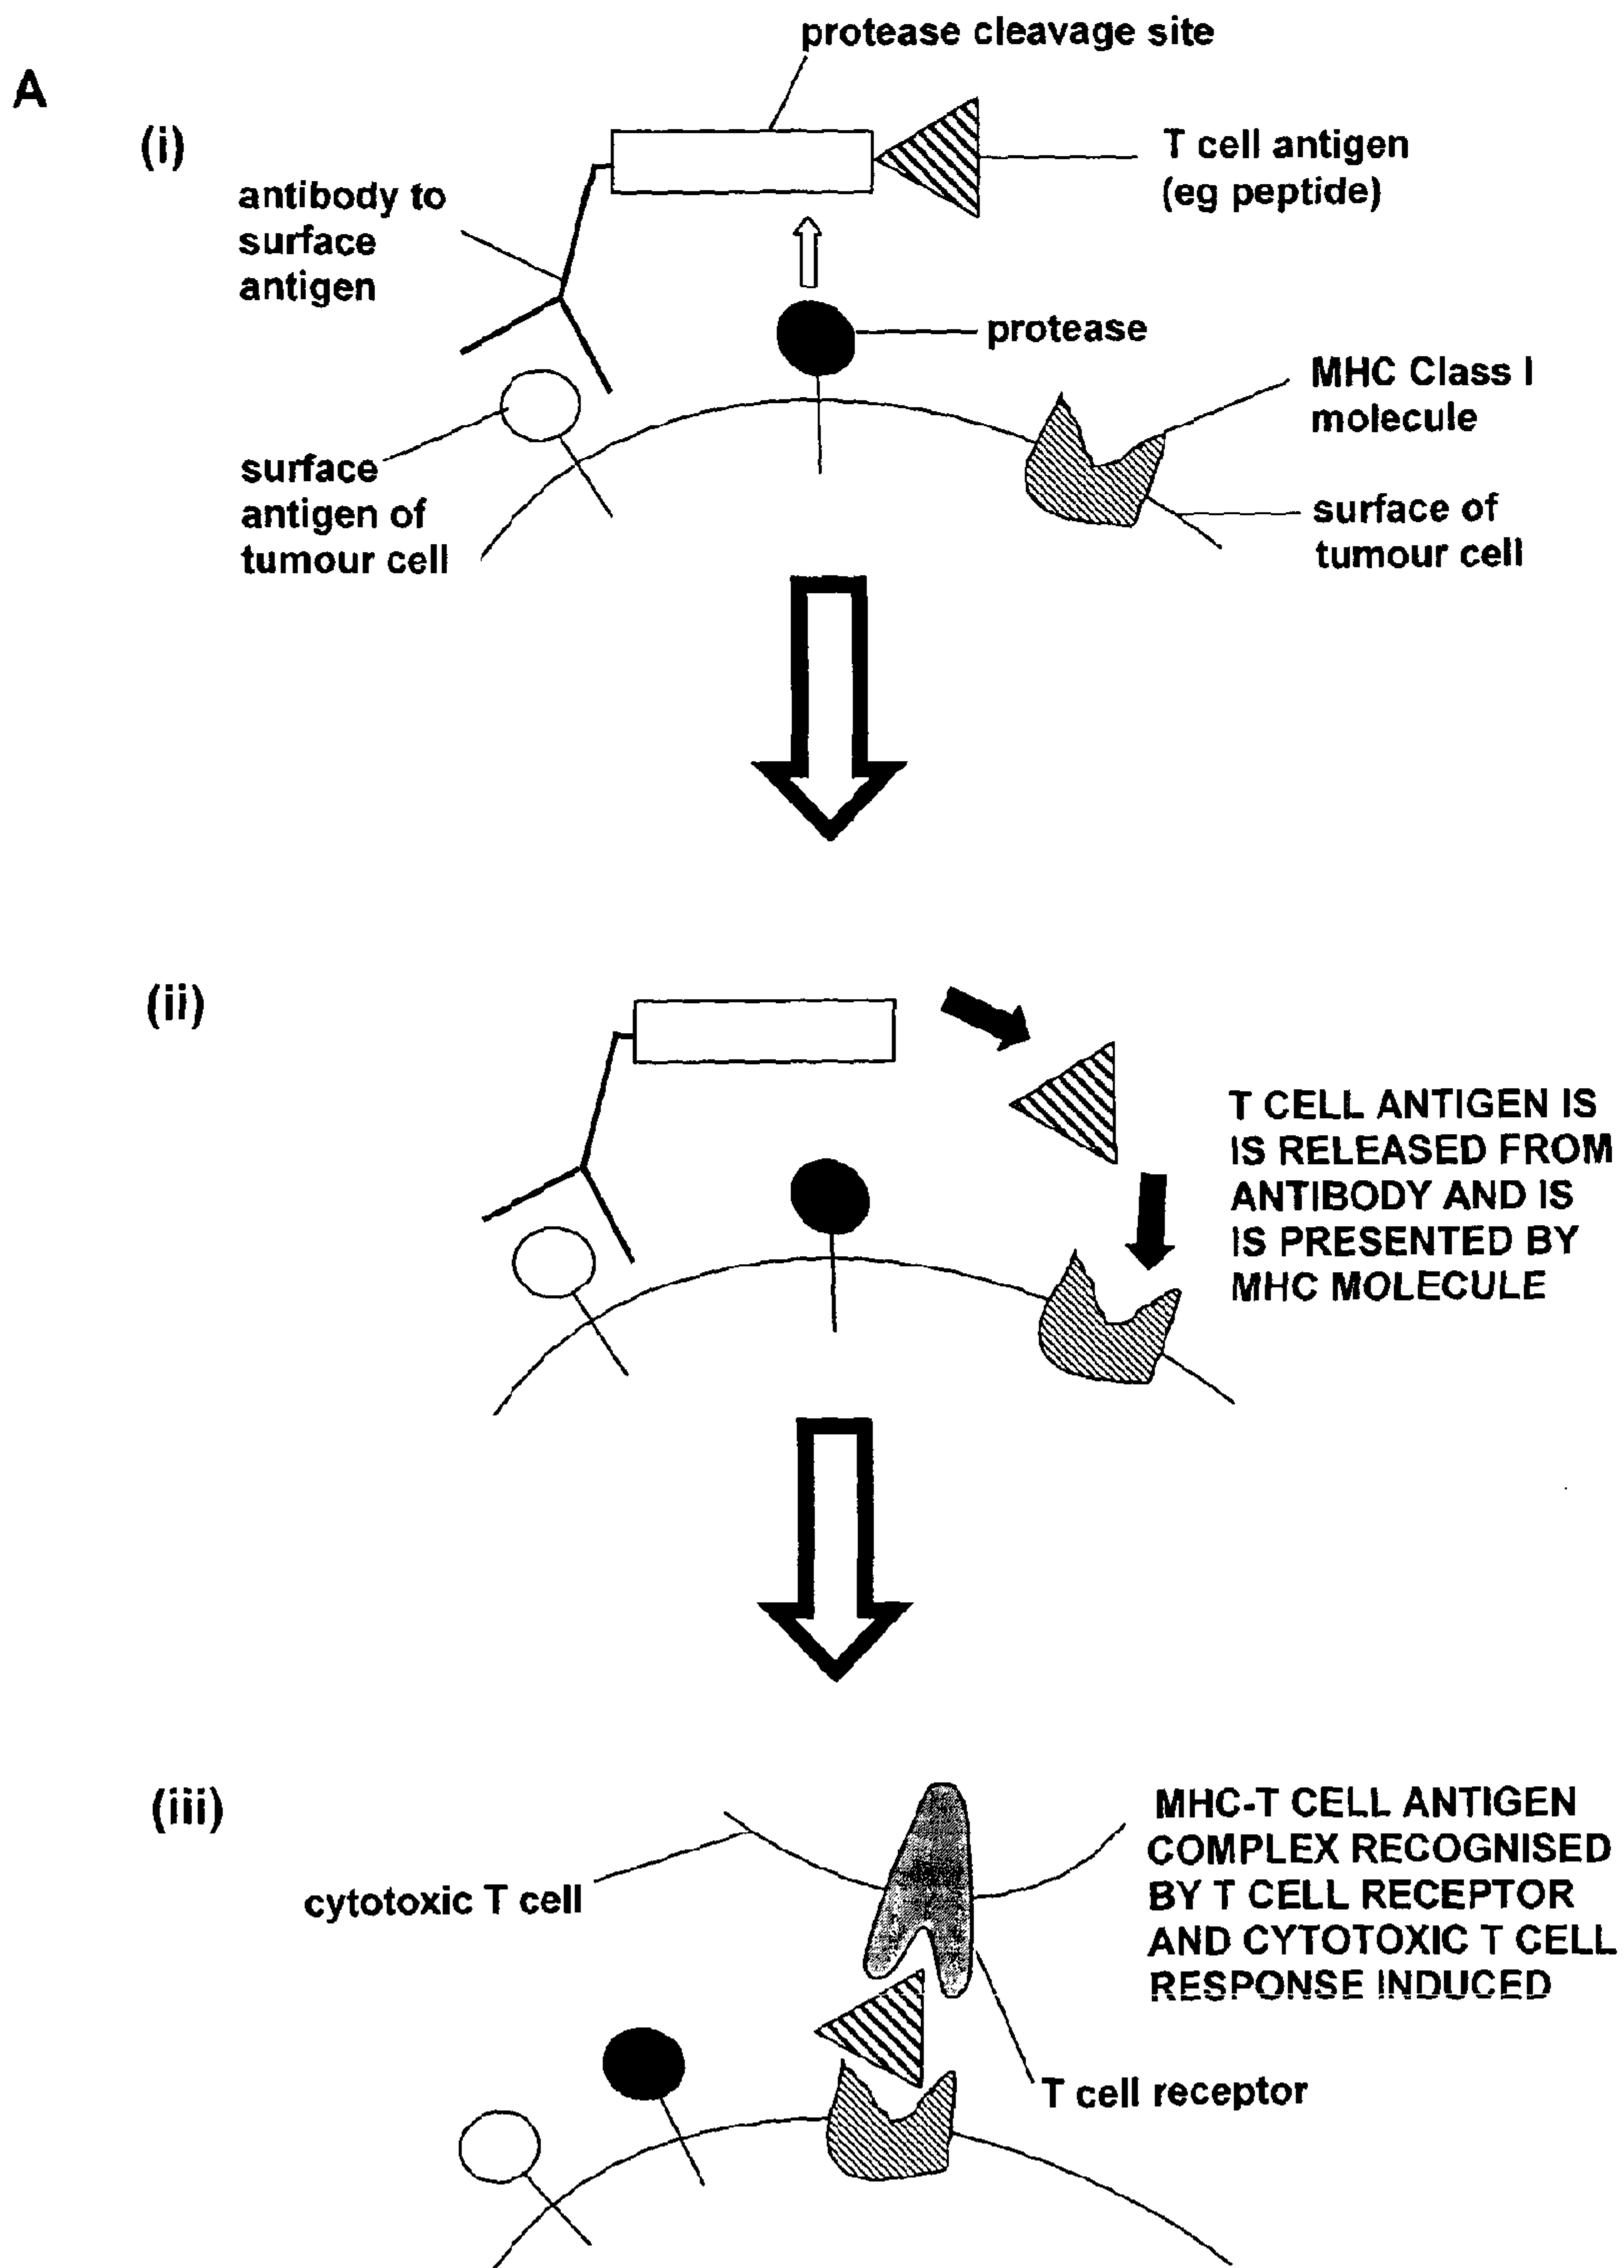 A
protease cleavage site
(i)
T cell antigen
(eg peptide)
antibody to
surface
antigen
protease
MHC Class I
molecule
surface
antigen of
tumour cell
surface of
tumour cell
(ii)
T CELL ANTIGEN IS
IS RELEASED FROM
ANTIBODY AND IS
IS PRESENTED BY
MHC MOLECULE
(iii)
MHC-T CELL ANTIGEN
COMPLEX RECOGNISED
BY T CELL RECEPTOR
AND CYTOTOXIC T CELL
RESPONSE INDUCED
cytotoxic T cell
T cell receptor